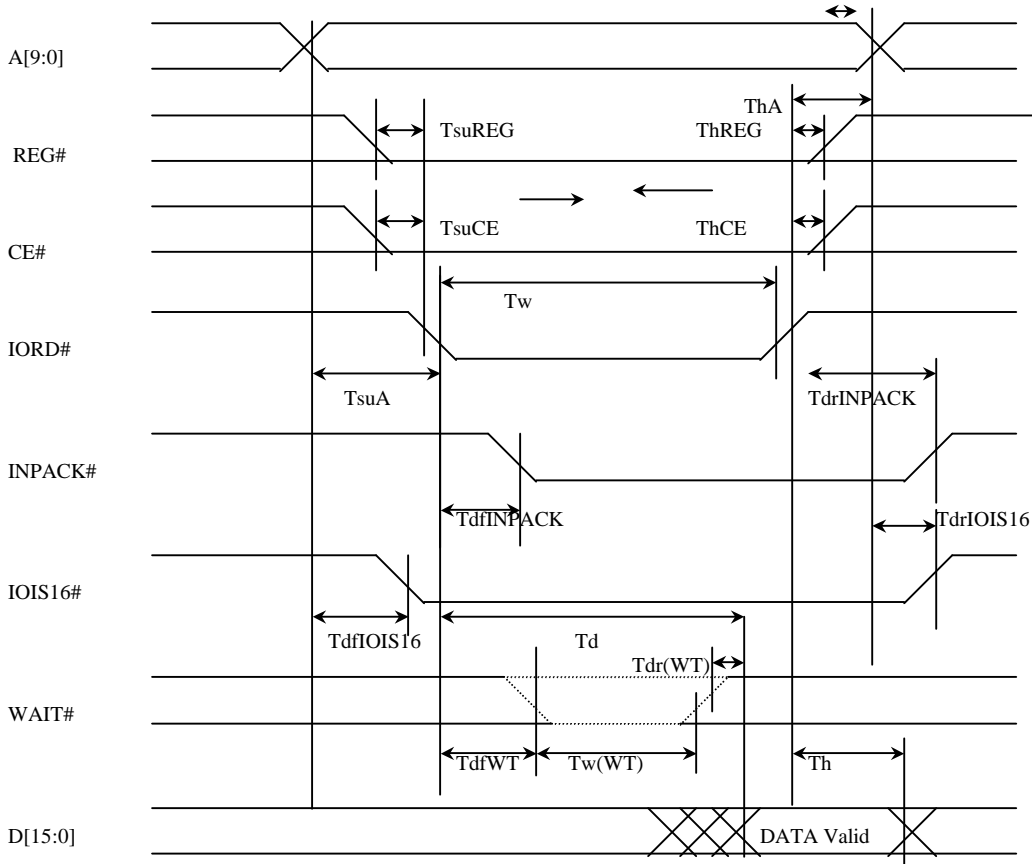 A[9:0]
ThA
TsuREG
ThREG
REG#
TsuCE
ThCE
CE#
Tw
IORD#
TsuA
TdrINPACK
INPACK#
TdfINPACK
TdrIOIS16
IOIS16#
TdfIOIS16
Td
Tdr(WT)
WAIT#
TdfWT
Tw(WT)
Th
D[15:0]
DATA Valid